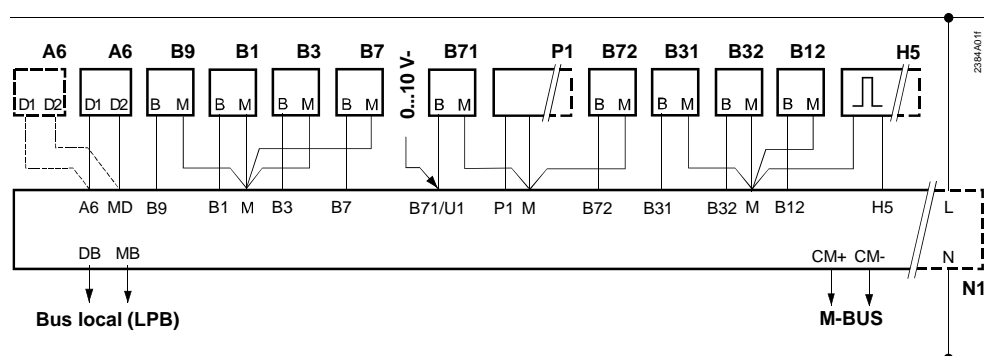 A6 A6 B9 B1 B3 B7 0...10 V- B71 P1 B72 B31 B32 B12 H5
2384A01f
D1 D2 D1 D2 B M B M B M B M B M B M B M B M B M
A6 MD B9 B1 M B3 B7 B71/U1 P1 M B72 B31 B32 M B12 H5 L
DB MB CM+ CM- N
N1
Bus local (LPB) M-BUS